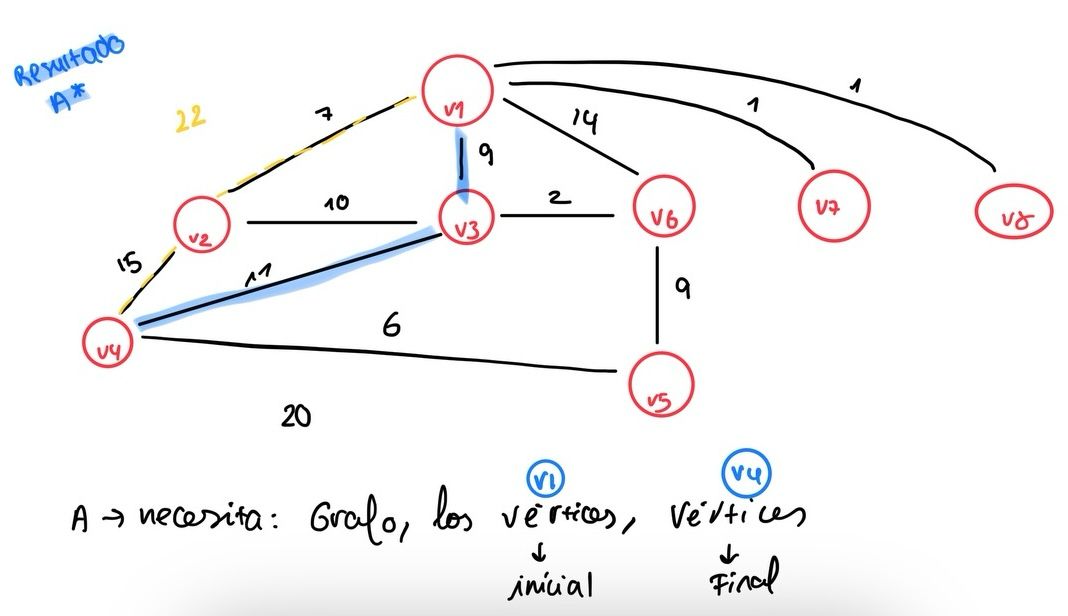 Resultado
A*
22
7
v1
9
14
1
1
v2
10
v3
2
v6
v7
v8
15
11
9
v4
6
v5
20
v1 v4
A → necesita: Grafo, los vértices, vértices
↓ ↓
inicial Final